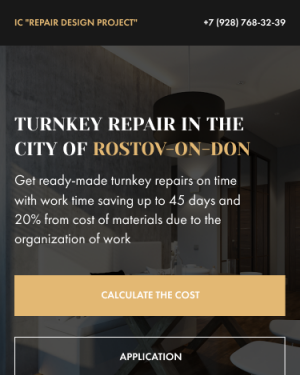 IC "REPAIR DESIGN PROJECT"
+7 (928) 768-32-39
TURNKEY REPAIR IN THE
CITY OF ROSTOV-ON-DON
Get ready-made turnkey repairs on time
with work time saving up to 45 days and
20% from cost of materials due to the
organization of work
CALCULATE THE COST
APPLICATION